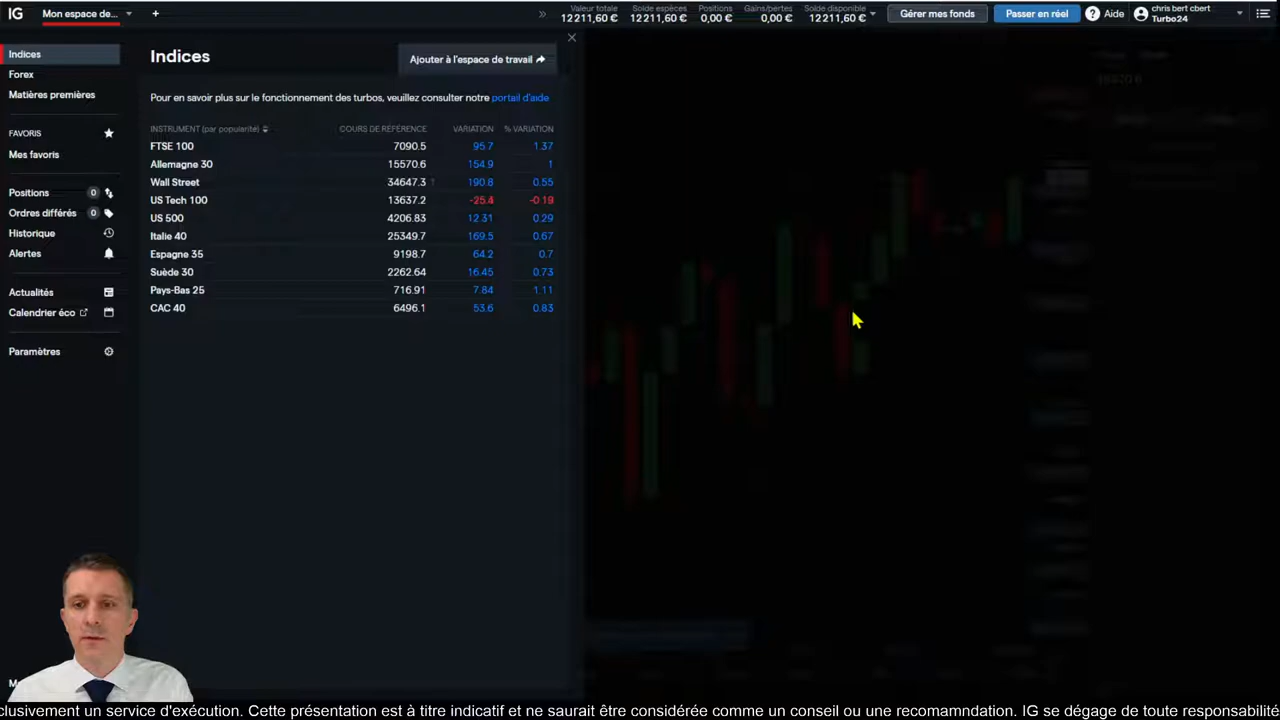 IG Mon espace de... + » Valeur totale Solde espèces Positions Gains/pertes Solde disponible Gérer mes fonds Passer en réel ? Aide chris bert cbert
12 211,60 € 12 211,60 € 0,00 € 0,00 € 12 211,60 € Turbo24
Indices
Forex
Matières premières
FAVORIS
Mes favoris
Positions 0
Ordres différés 0
Historique
Alertes
Actualités
Calendrier éco
Paramètres
Indices
Ajouter à l'espace de travail
Pour en savoir plus sur le fonctionnement des turbos, veuillez consulter notre portail d'aide
INSTRUMENT (par popularité) COURS DE RÉFÉRENCE VARIATION % VARIATION
FTSE 100 7090.5 95.7 1.37
Allemagne 30 15570.6 154.9 1
Wall Street 34647.3 190.8 0.55
US Tech 100 13637.2 -25.4 -0.19
US 500 4206.83 12.31 0.29
Italie 40 25349.7 169.5 0.67
Espagne 35 9198.7 64.2 0.7
Suède 30 2262.64 16.45 0.73
Pays-Bas 25 716.91 7.84 1.11
CAC 40 6496.1 53.6 0.83
clusivement un service d'exécution. Cette présentation est à titre indicatif et ne saurait être considérée comme un conseil ou une recomamndation. IG se dégage de toute responsabilité